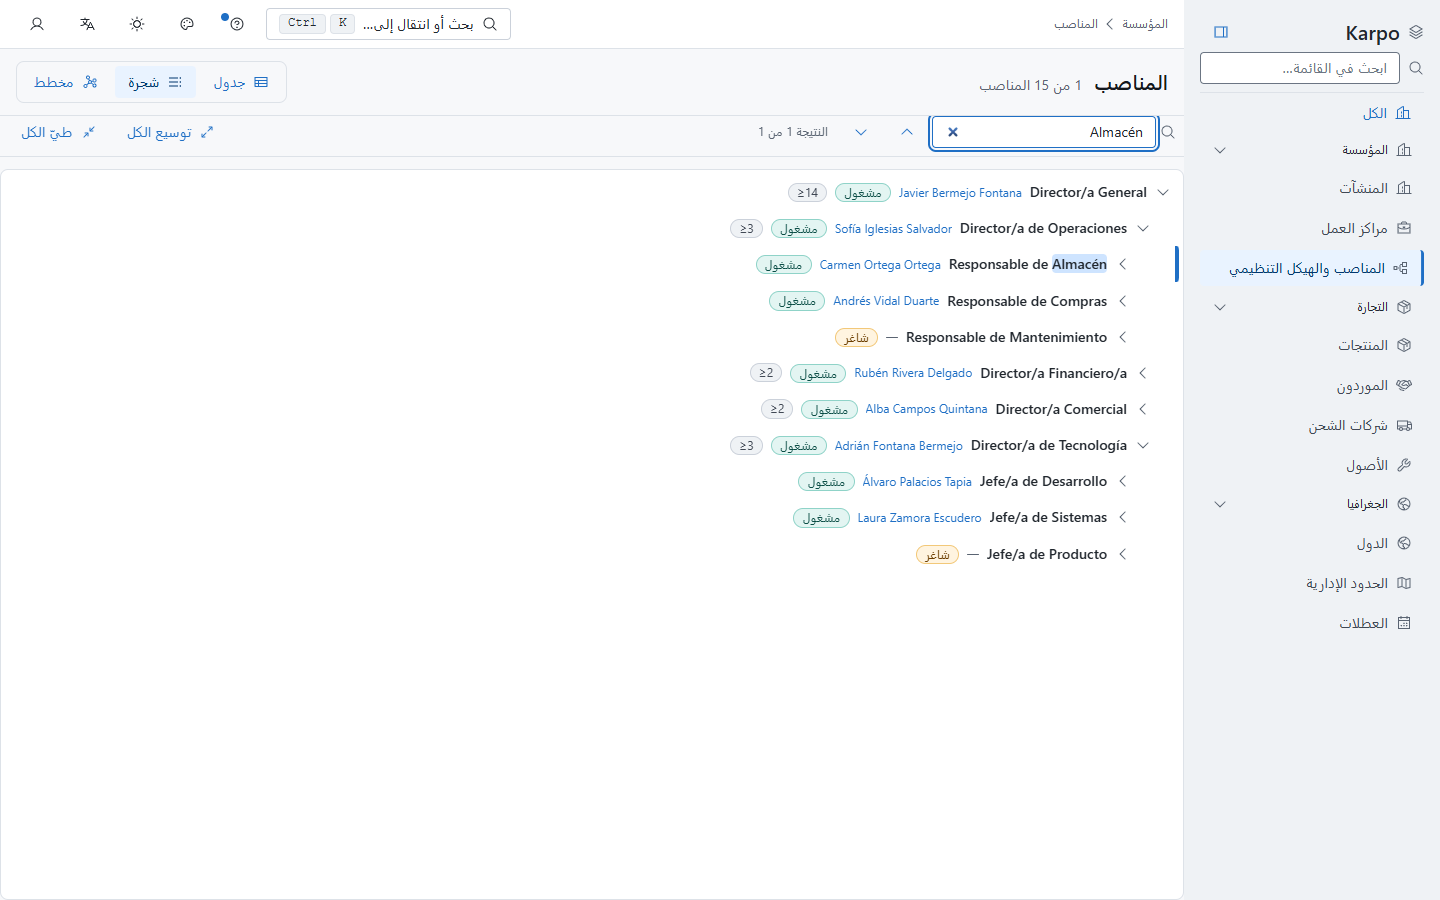 Karpo
ابحث في القائمة...
الكل
المؤسسة
المنشآت
مراكز العمل
المناصب والهيكل التنظيمي
التجارة
المنتجات
الموردون
شركات الشحن
الأصول
الجغرافيا
الدول
الحدود الإدارية
العطلات
المؤسسة
المناصب
بحث أو انتقال إلى...
Ctrl K
المناصب
1 من 15 المناصب
جدول
شجرة
مخطط
Almacén
النتيجة 1 من 1
توسيع الكل
طيّ الكل
Director/a General Javier Bermejo Fontana مشغول ≥14
Director/a de Operaciones Sofía Iglesias Salvador مشغول ≥3
Responsable de Almacén Carmen Ortega Ortega مشغول
Responsable de Compras Andrés Vidal Duarte مشغول
Responsable de Mantenimiento — شاغر
Director/a Financiero/a Rubén Rivera Delgado مشغول ≥2
Director/a Comercial Alba Campos Quintana مشغول ≥2
Director/a de Tecnología Adrián Fontana Bermejo مشغول ≥3
Jefe/a de Desarrollo Álvaro Palacios Tapia مشغول
Jefe/a de Sistemas Laura Zamora Escudero مشغول
Jefe/a de Producto — شاغر